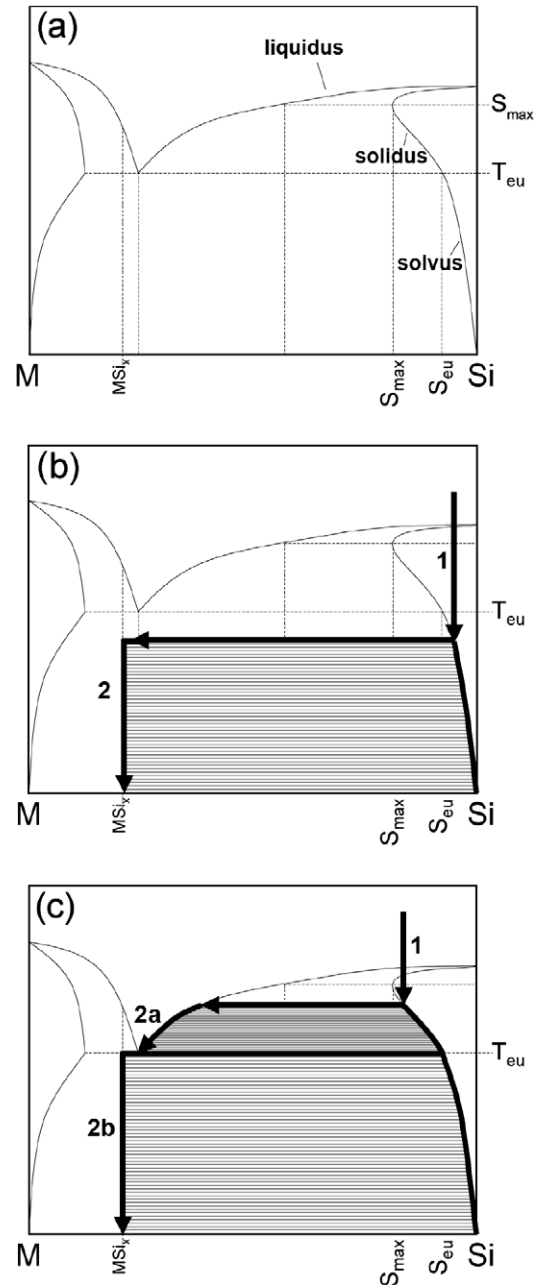 (a)
liquidus
S_max
solidus
T_eu
solvus
M
MSi_x
S_max
S_eu
Si
(b)
1
T_eu
2
M
MSi_x
S_max
S_eu
Si
(c)
1
2a
T_eu
2b
M
MSi_x
S_max
S_eu
Si